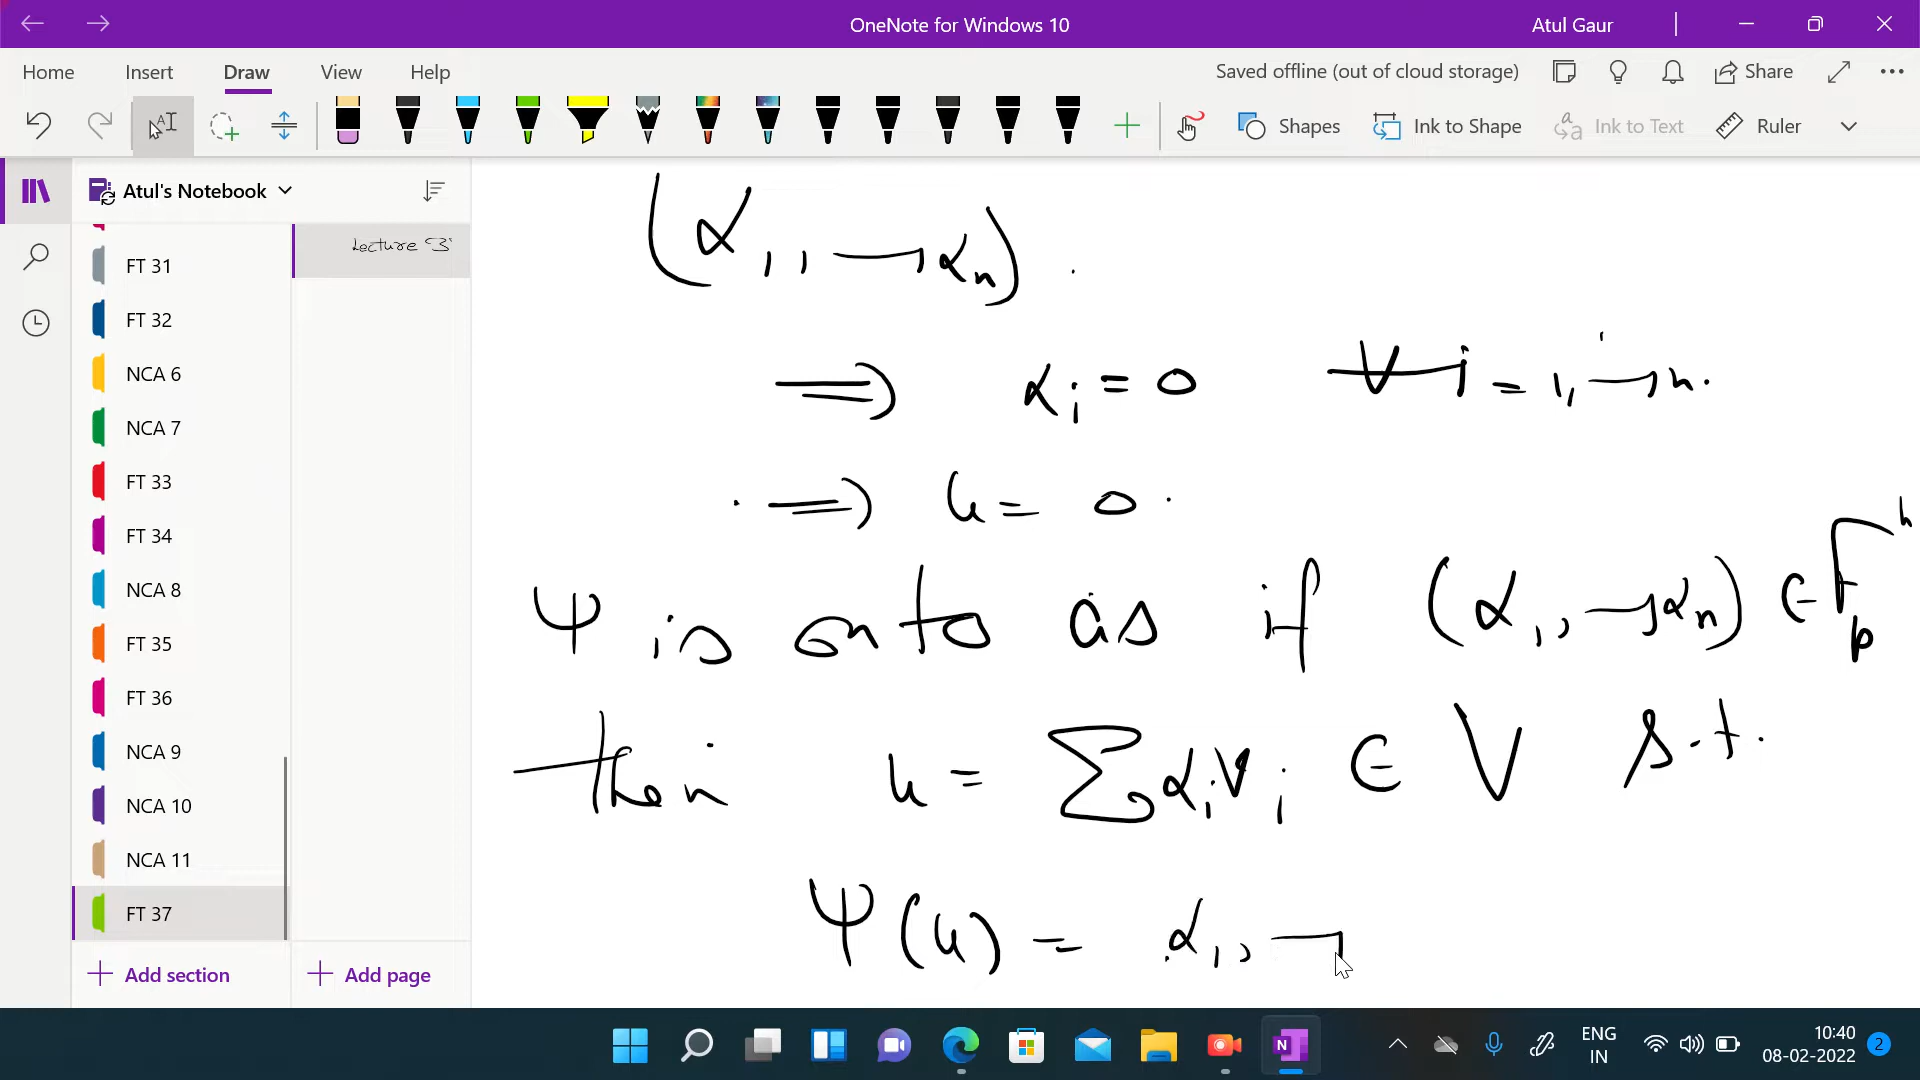 OneNote for Windows 10
Atul Gaur
Home Insert Draw View Help
Saved offline (out of cloud storage)
Share
Shapes
Ink to Shape
Ink to Text
Ruler
Atul's Notebook
Lecture 3
FT 31
FT 32
NCA 6
NCA 7
FT 33
FT 34
NCA 8
FT 35
FT 36
NCA 9
NCA 10
NCA 11
FT 37
+ Add section
+ Add page
(α₁, → αₙ).
⟹ αᵢ = 0 ∀ i = 1, → n.
⟹ u = 0.
Ψ is onto as if (α₁, → αₙ) ∈ Fₚⁿ
then u = ∑ αᵢvᵢ ∈ V s.t.
Ψ(u) = α₁, →
ENG
IN
10:40
08-02-2022
2